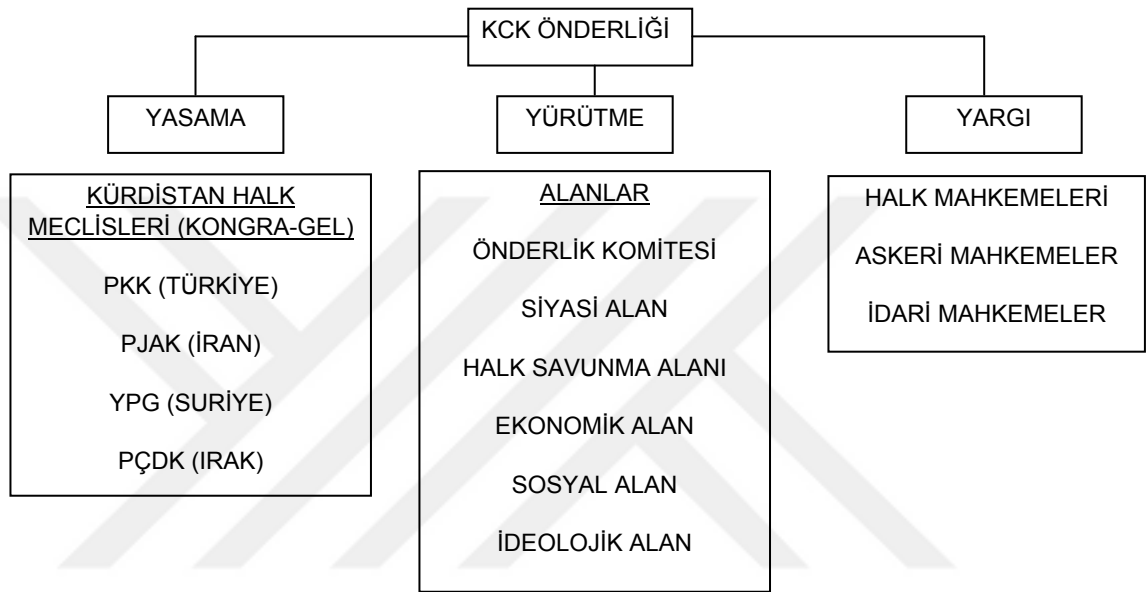 KCK ÖNDERLİĞİ
YASAMA
YÜRÜTME
YARGI
KÜRDİSTAN HALK
MECLİSLERİ (KONGRA-GEL)
PKK (TÜRKİYE)
PJAK (İRAN)
YPG (SURİYE)
PÇDK (IRAK)
ALANLAR
ÖNDERLİK KOMİTESİ
SİYASİ ALAN
HALK SAVUNMA ALANI
EKONOMİK ALAN
SOSYAL ALAN
İDEOLOJİK ALAN
HALK MAHKEMELERİ
ASKERİ MAHKEMELER
İDARİ MAHKEMELER